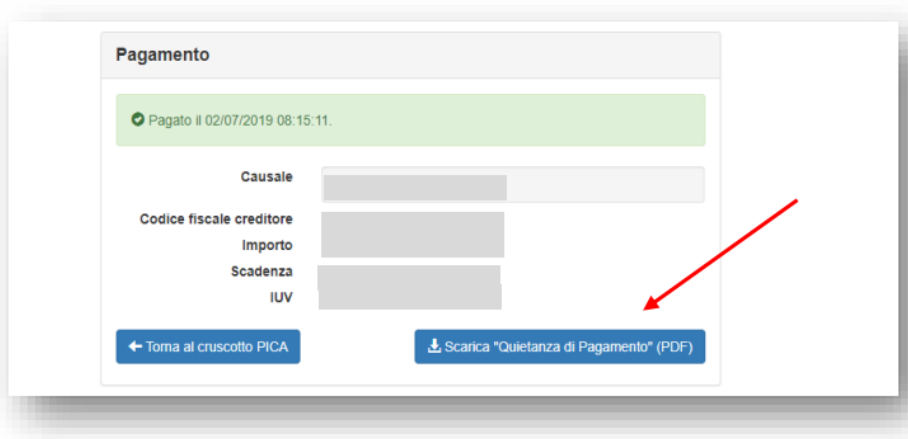 Pagamento
Pagato il 02/07/2019 08:15:11.
Causale
Codice fiscale creditore
Importo
Scadenza
IUV
Torna al cruscotto PICA
Scarica "Quietanza di Pagamento" (PDF)